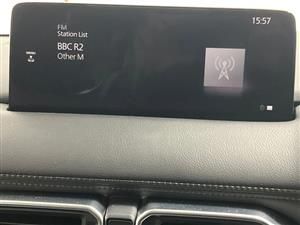 FM
15:57
Station List
BBC R2
Other M